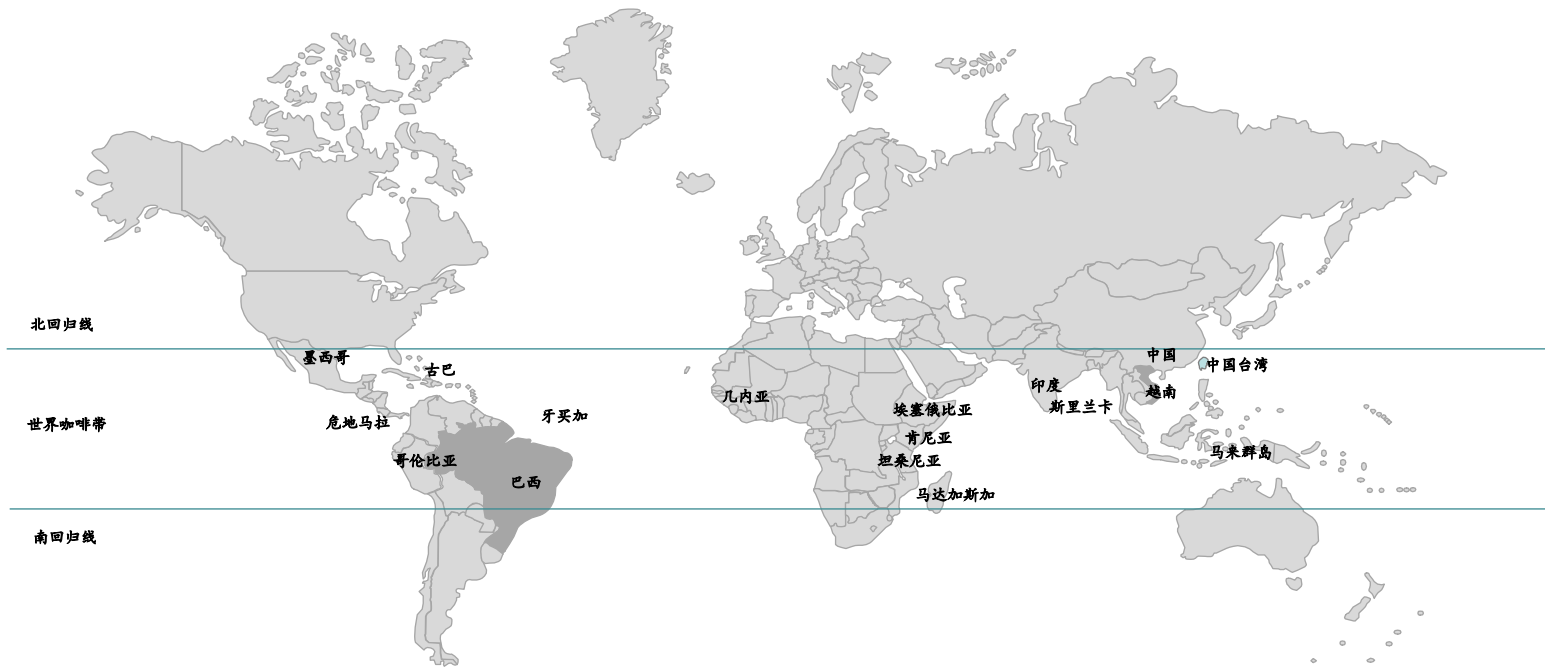 北回归线
墨西哥
中国
中国台湾
古巴
印度
越南
几内亚
斯里兰卡
埃塞俄比亚
牙买加
世界咖啡带
危地马拉
肯尼亚
马来群岛
哥伦比亚
坦桑尼亚
巴西
马达加斯加
南回归线